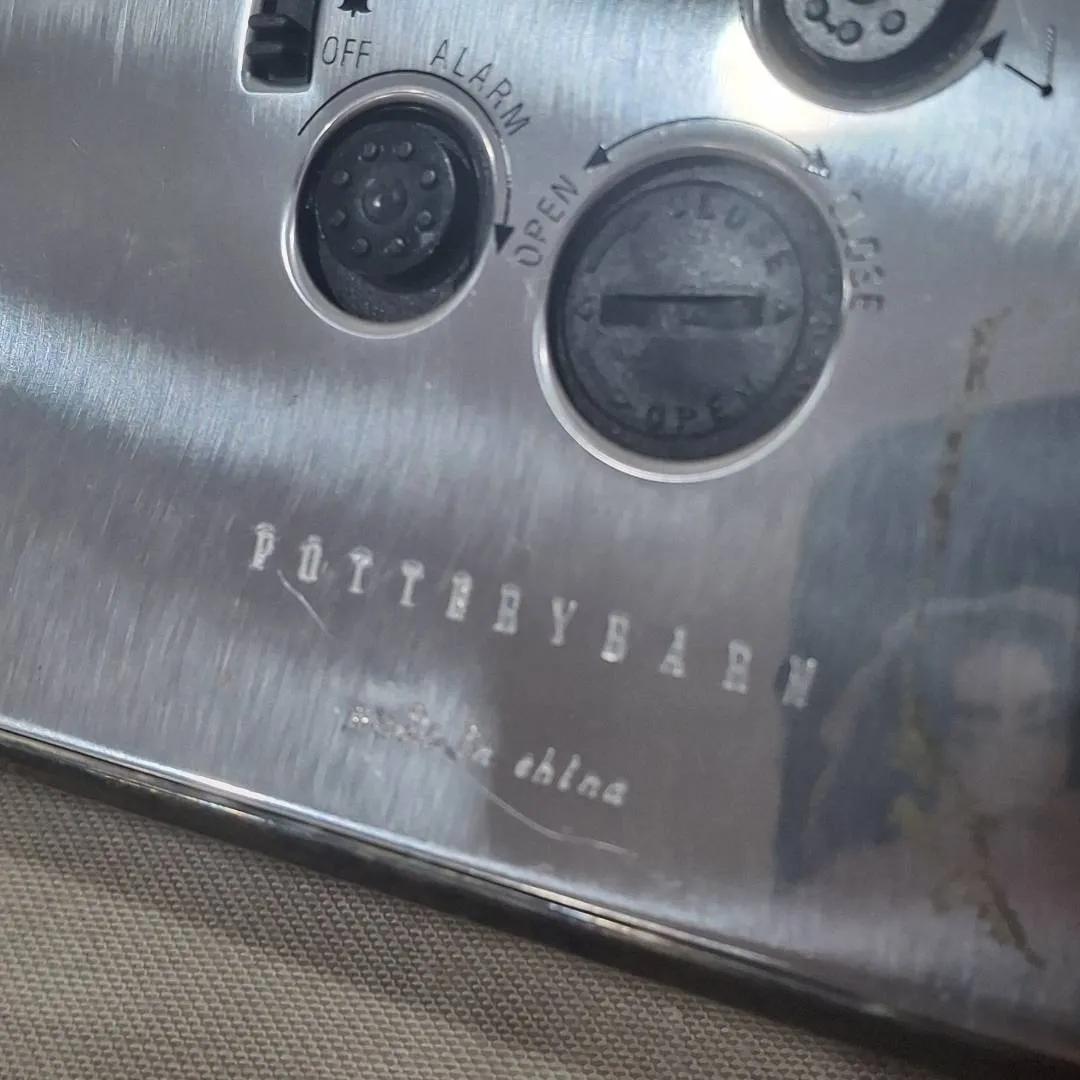 OFF
ALARM
OPEN
CLOSE
CLOSE
OPEN
POTTERYBARN
made in china